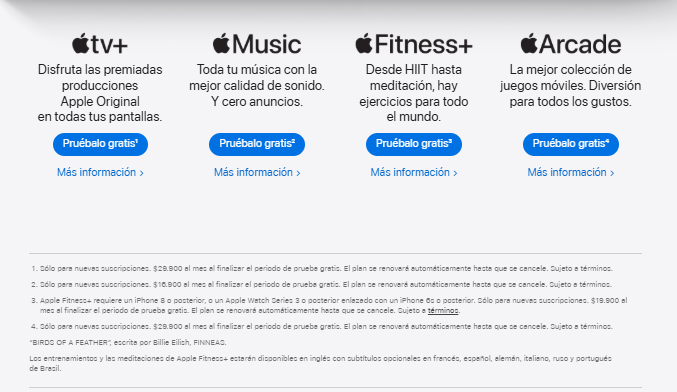 tv+
Music
Fitness+
Arcade
Disfruta las premiadas
producciones
Apple Original
en todas tus pantallas.
Toda tu música con la
mejor calidad de sonido.
Y cero anuncios.
Desde HIIT hasta
meditación, hay
ejercicios para todo
el mundo.
La mejor colección de
juegos móviles. Diversión
para todos los gustos.
Pruébalo gratis¹
Pruébalo gratis²
Pruébalo gratis³
Pruébalo gratis⁴
Más información >
Más información >
Más información >
Más información >
1. Sólo para nuevas suscripciones. $29.900 al mes al finalizar el periodo de prueba gratis. El plan se renovará automáticamente hasta que se cancele. Sujeto a términos.
2. Sólo para nuevas suscripciones. $16.900 al mes al finalizar el periodo de prueba gratis. El plan se renovará automáticamente hasta que se cancele. Sujeto a términos.
3. Apple Fitness+ requiere un iPhone 8 o posterior, o un Apple Watch Series 3 o posterior enlazado con un iPhone 6s o posterior. Sólo para nuevas suscripciones. $19.900 al
mes al finalizar el periodo de prueba gratis. El plan se renovará automáticamente hasta que se cancele. Sujeto a términos.
4. Sólo para nuevas suscripciones. $29.900 al mes al finalizar el periodo de prueba gratis. El plan se renovará automáticamente hasta que se cancele. Sujeto a términos.
"BIRDS OF A FEATHER", escrita por Billie Eilish, FINNEAS.
Los entrenamientos y las meditaciones de Apple Fitness+ estarán disponibles en inglés con subtítulos opcionales en francés, español, alemán, italiano, ruso y portugués
de Brasil.